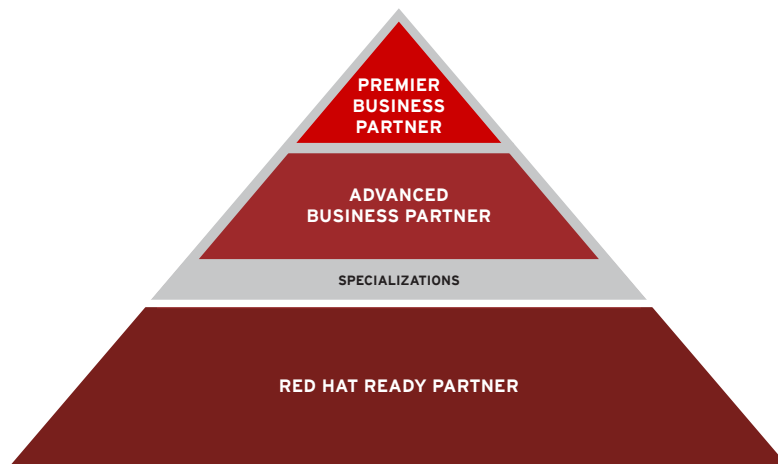 PREMIER
BUSINESS
PARTNER
ADVANCED
BUSINESS PARTNER
SPECIALIZATIONS
RED HAT READY PARTNER